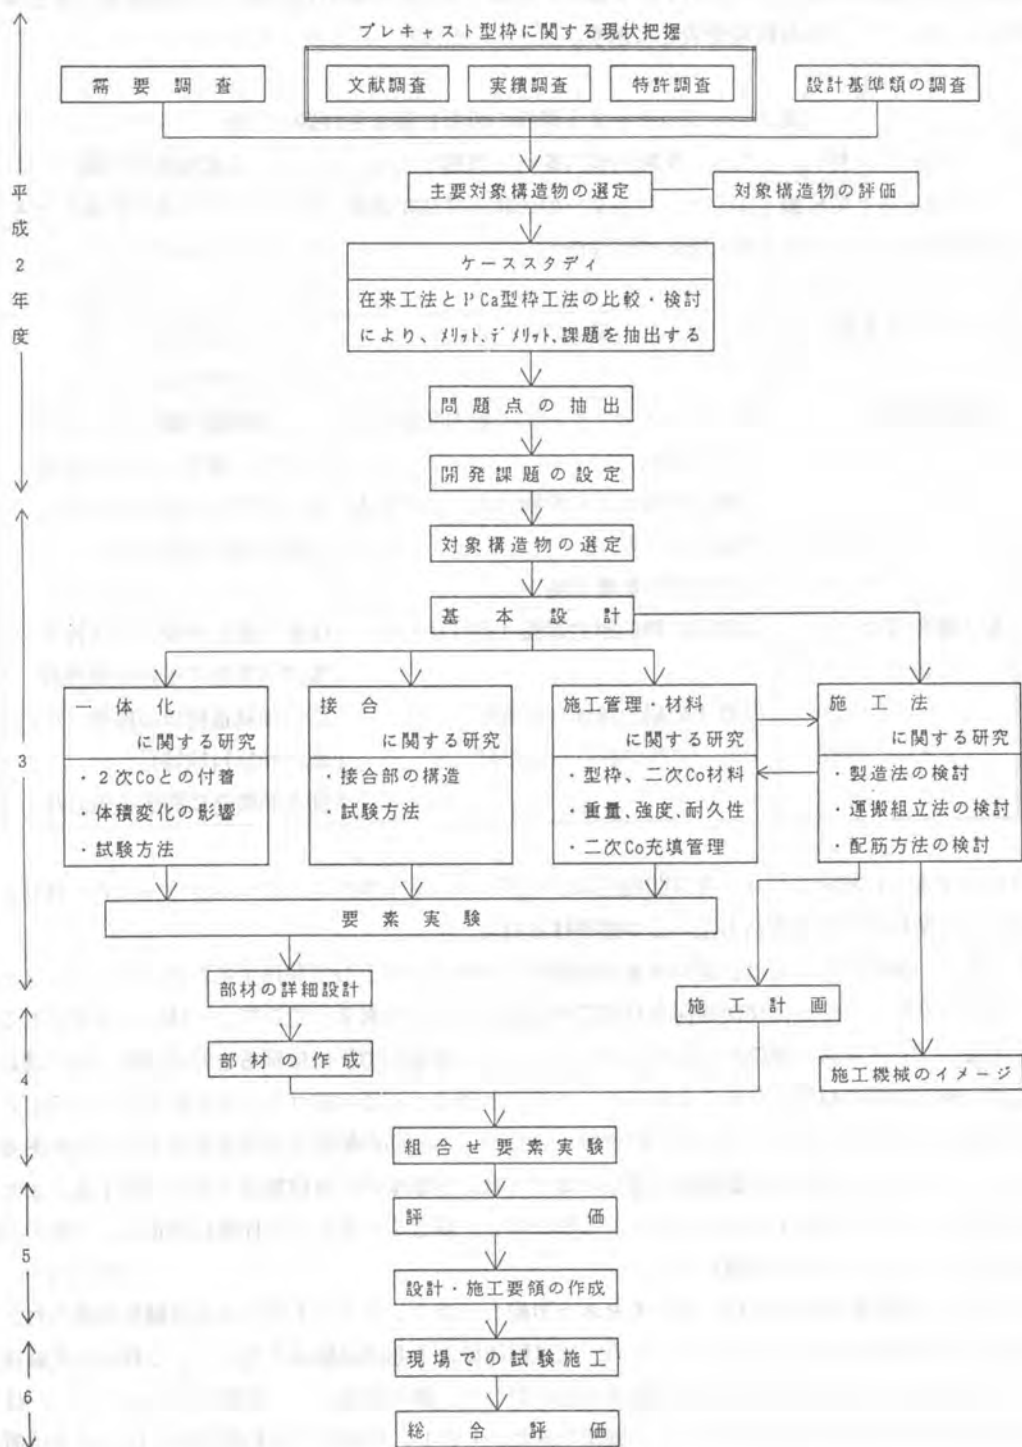 プレキャスト型枠に関する現状把握
需要調査
文献調査
実績調査
特許調査
設計基準類の調査
主要対象構造物の選定
対象構造物の評価
ケーススタディ
在来工法とPCa型枠工法の比較・検討
により、メリット、デメリット、課題を抽出する
問題点の抽出
開発課題の設定
平成2年度
対象構造物の選定
基本設計
一体化
に関する研究
・2次Coとの付着
・体積変化の影響
・試験方法
接合
に関する研究
・接合部の構造
・試験方法
施工管理・材料
に関する研究
・型枠、二次Co材料
・重量、強度、耐久性
・二次Co充填管理
施工法
に関する研究
・製造法の検討
・運搬組立法の検討
・配筋方法の検討
要素実験
3
部材の詳細設計
施工計画
部材の作成
施工機械のイメージ
組合せ要素実験
4
評価
設計・施工要領の作成
5
現場での試験施工
総合評価
6